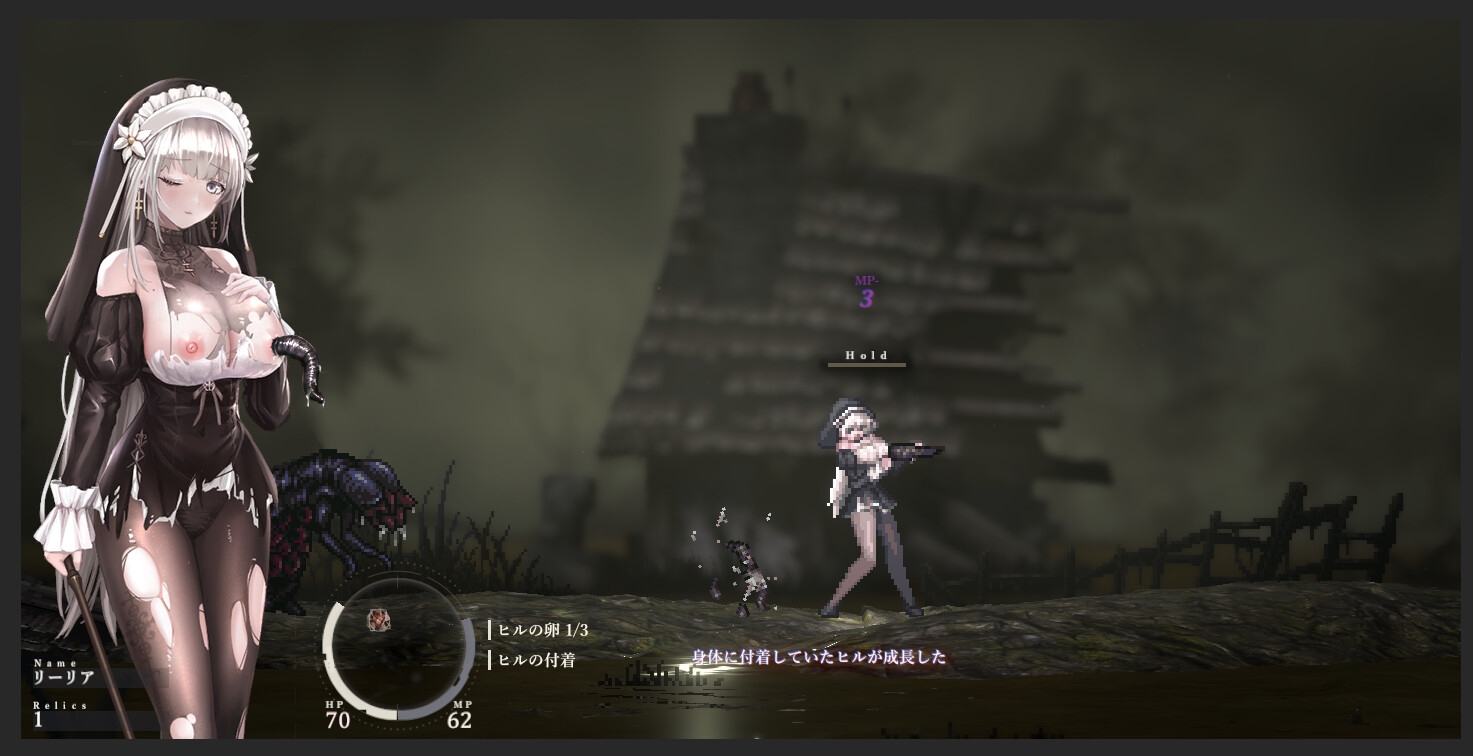 MP-
3
Hold
ヒルの卵 1/3
ヒルの付着
身体に付着していたヒルが成長した
Name
リーリア
Relics
1
HP
70
MP
62